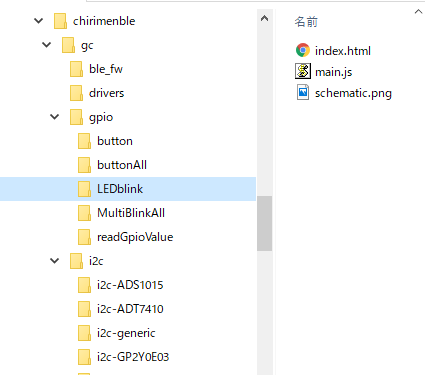 chirimenble
gc
ble_fw
drivers
gpio
button
buttonAll
LEDblink
MultiBlinkAll
readGpioValue
i2c
i2c-ADS1015
i2c-ADT7410
i2c-generic
i2c-GP2Y0E03
名前
index.html
main.js
schematic.png